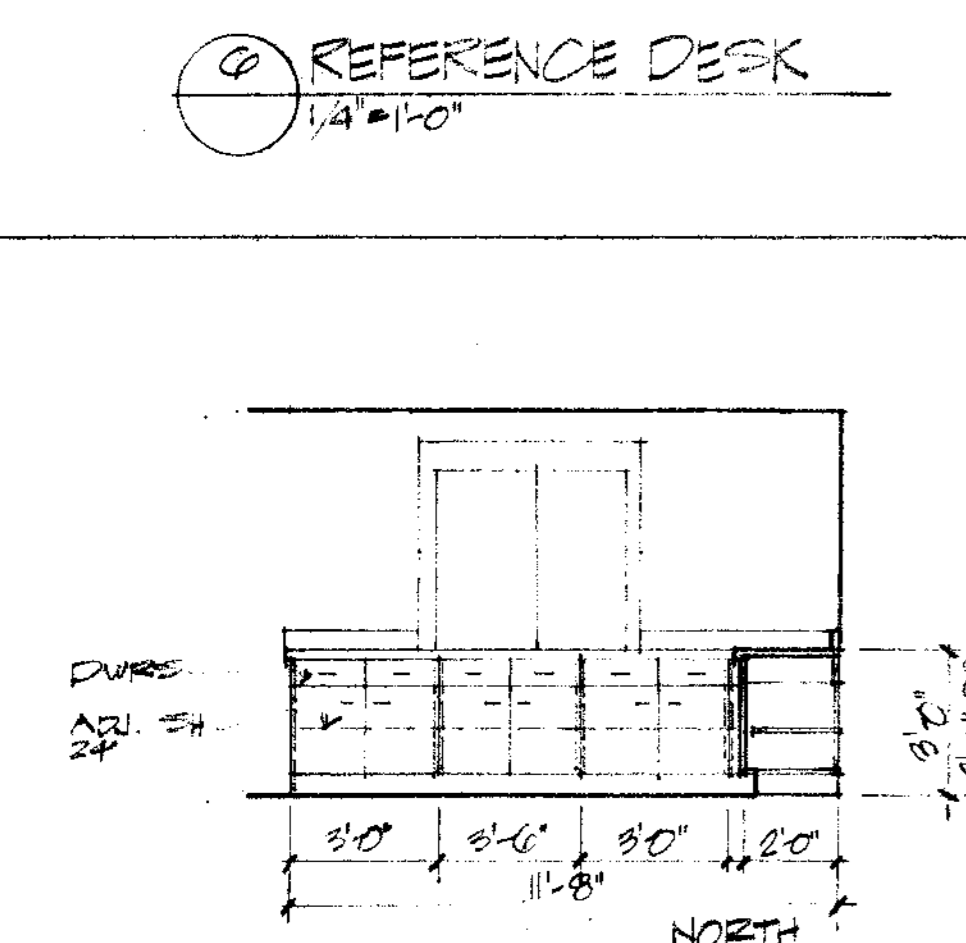 6 REFERENCE DESK
1/4"=1'-0"
DWRS
ADJ. SH
24"
3'0"
3'0" 3'-6" 3'0" 2'0"
11'-8"
NORTH